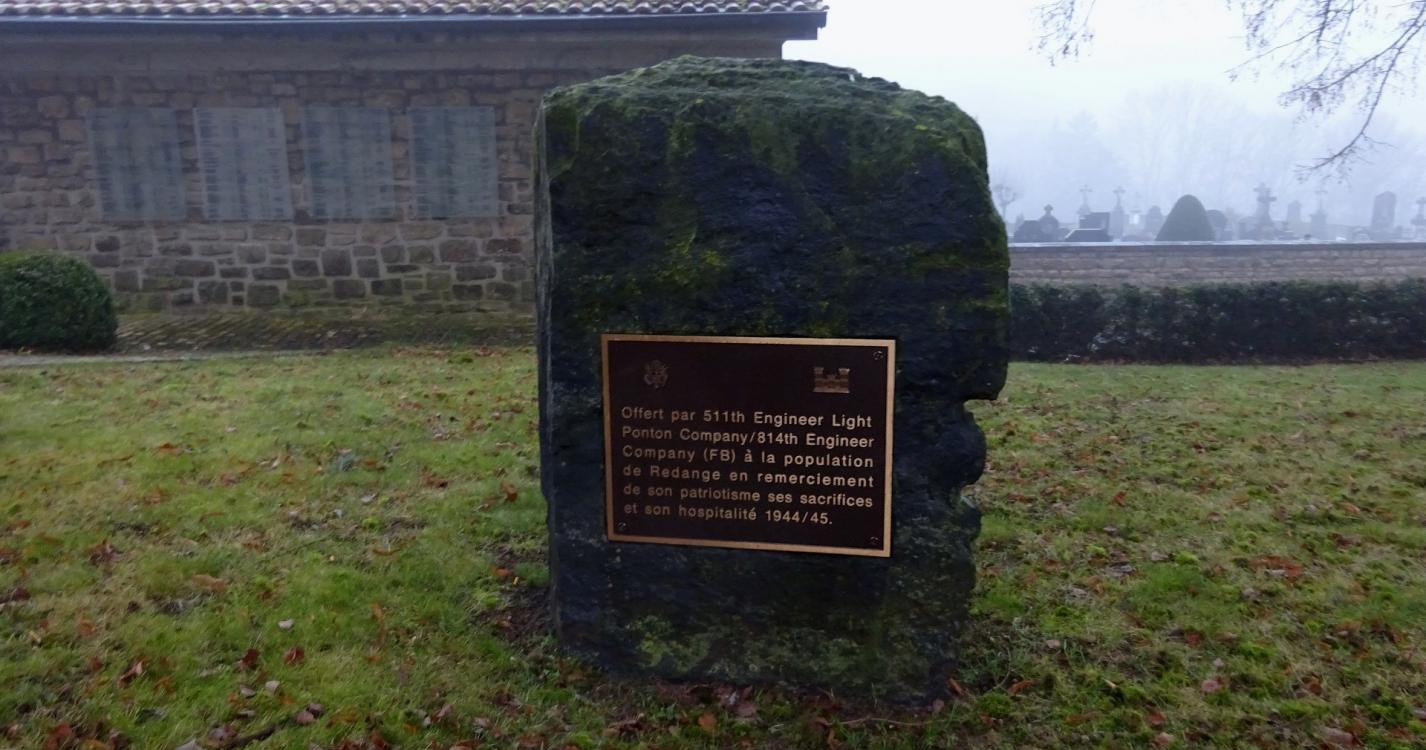 Offert par 511th Engineer Light
Ponton Company/814th Engineer
Company (FB) à la population
de Redange en remerciement
de son patriotisme ses sacrifices
et son hospitalité 1944/45.